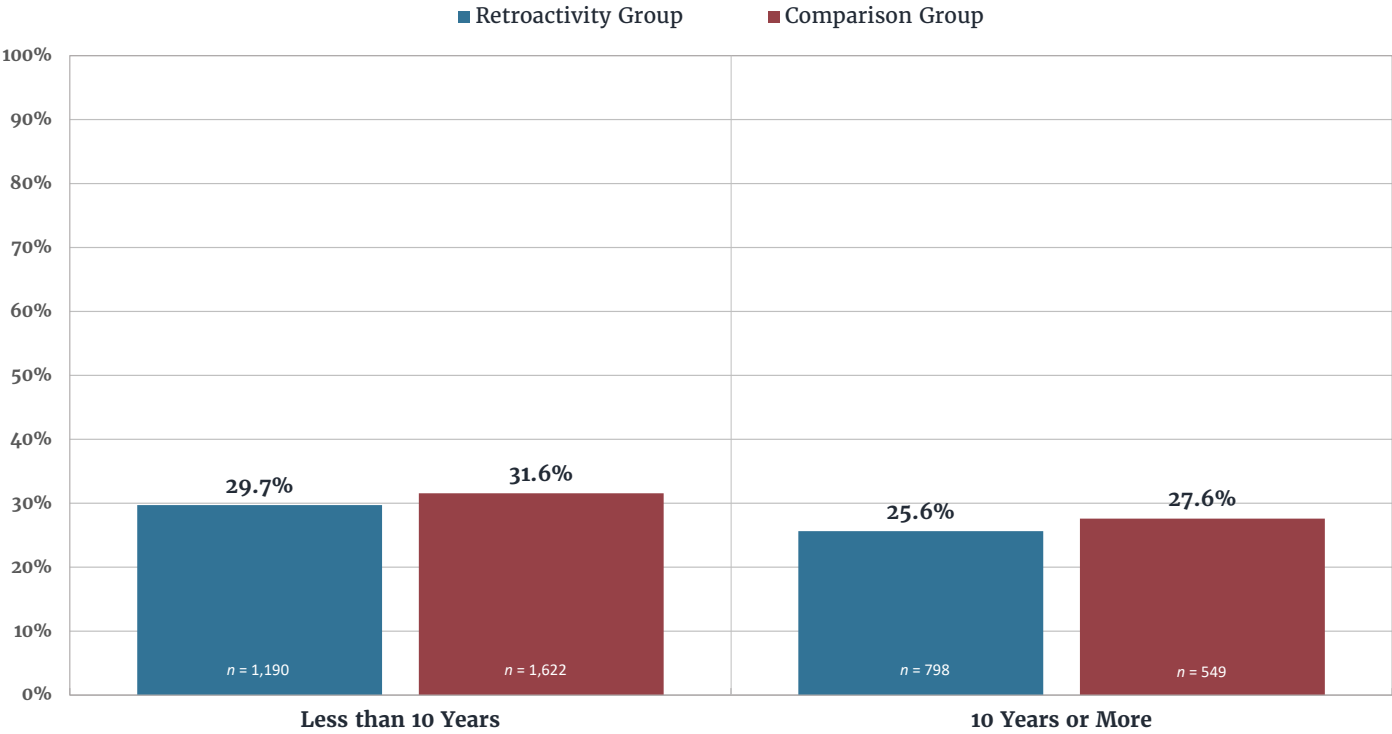 Retroactivity Group Comparison Group
100%
90%
80%
70%
60%
50%
40%
30%
20%
10%
0%
29.7%
31.6%
25.6%
27.6%
n = 1,190
n = 1,622
n = 798
n = 549
Less than 10 Years
10 Years or More